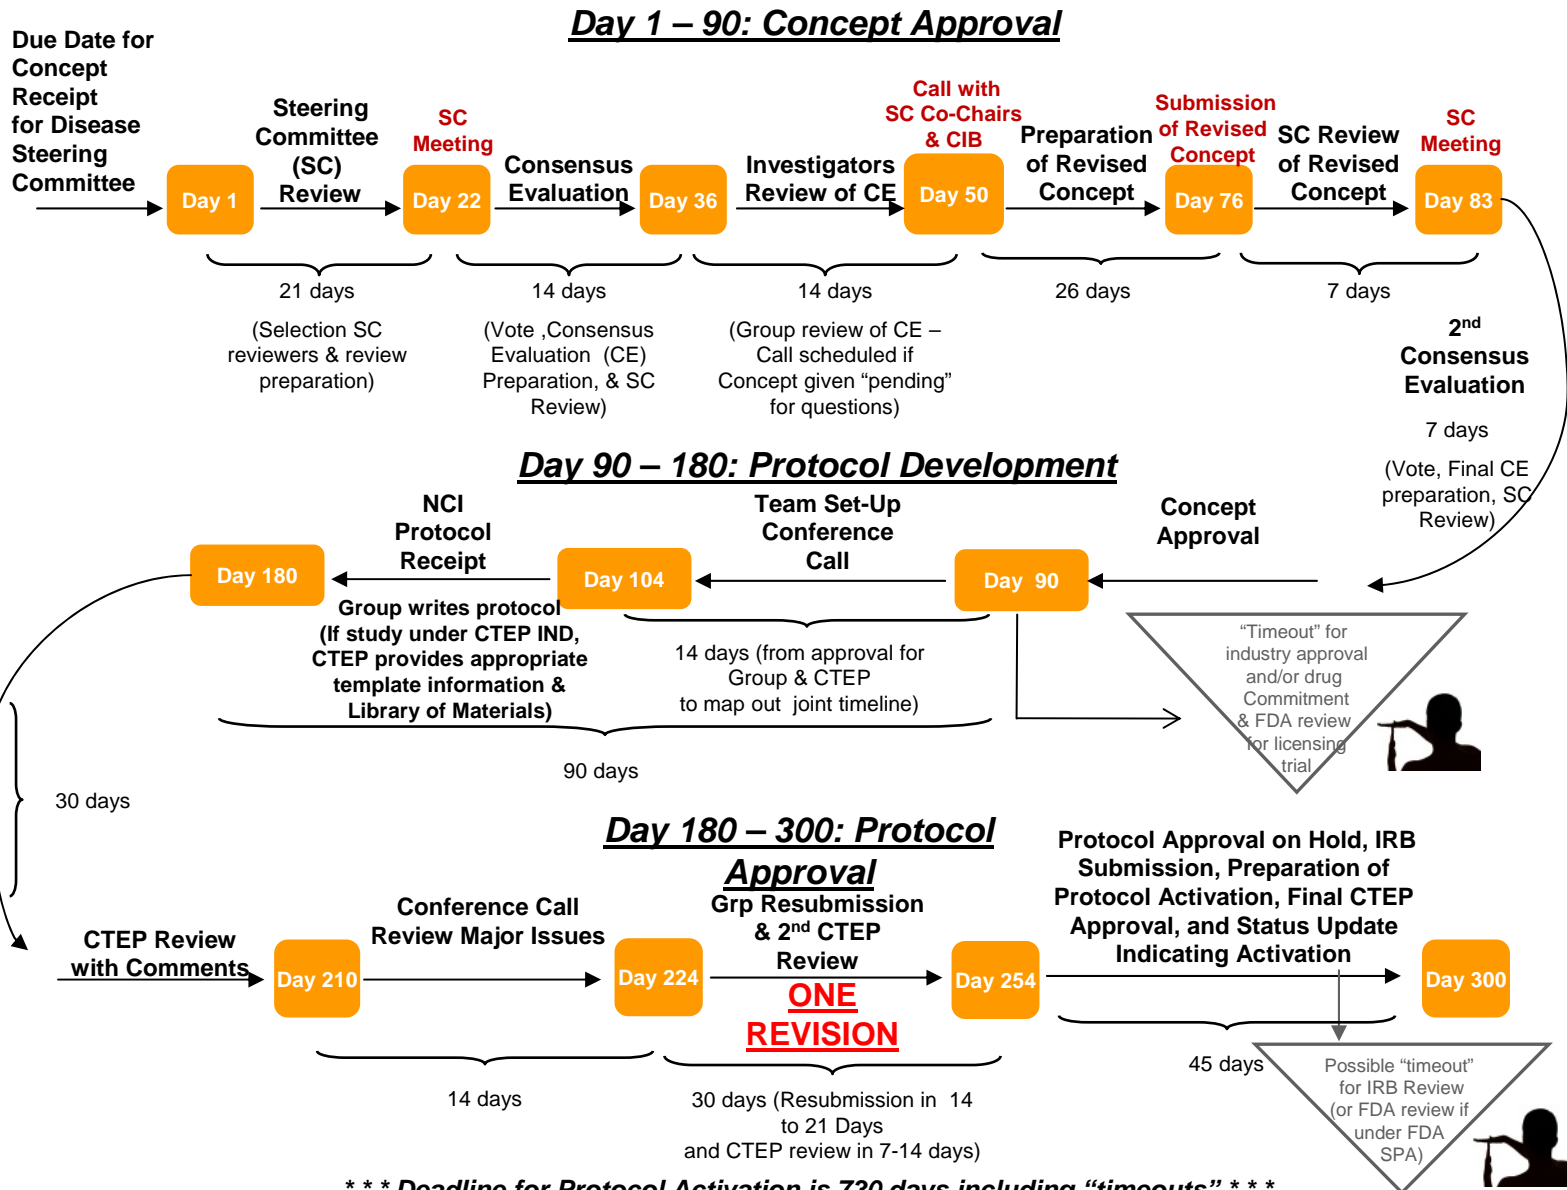 Day 1 – 90: Concept Approval
Due Date for
Concept
Receipt
for Disease
Steering
Committee
Day 1
Steering
Committee
(SC)
Review
SC
Meeting
Day 22
Consensus
Evaluation
Day 36
Investigators
Review of CE
Call with
SC Co-Chairs
& CIB
Day 50
Preparation
of Revised
Concept
Submission
of Revised
Concept
Day 76
SC Review
of Revised
Concept
SC
Meeting
Day 83
21 days
(Selection SC
reviewers & review
preparation)
14 days
(Vote ,Consensus
Evaluation (CE)
Preparation, & SC
Review)
14 days
(Group review of CE –
Call scheduled if
Concept given “pending”
for questions)
26 days
7 days
2nd
Consensus
Evaluation
7 days
(Vote, Final CE
preparation, SC
Review)
Day 90 – 180: Protocol Development
Concept
Approval
Day 90
Team Set-Up
Conference
Call
Day 104
NCI
Protocol
Receipt
Day 180
Group writes protocol
(If study under CTEP IND,
CTEP provides appropriate
template information &
Library of Materials)
14 days (from approval for
Group & CTEP
to map out joint timeline)
90 days
“Timeout” for
industry approval
and/or drug
Commitment
& FDA review
for licensing
trial
30 days
Day 180 – 300: Protocol
Approval
CTEP Review
with Comments
Day 210
Conference Call
Review Major Issues
Day 224
Grp Resubmission
& 2nd CTEP
Review
ONE
REVISION
Day 254
Protocol Approval on Hold, IRB
Submission, Preparation of
Protocol Activation, Final CTEP
Approval, and Status Update
Indicating Activation
Day 300
14 days
30 days (Resubmission in 14
to 21 Days
and CTEP review in 7-14 days)
45 days
Possible “timeout”
for IRB Review
(or FDA review if
under FDA
SPA)
* * * Deadline for Protocol Activation is 730 days including “timeouts” * * *